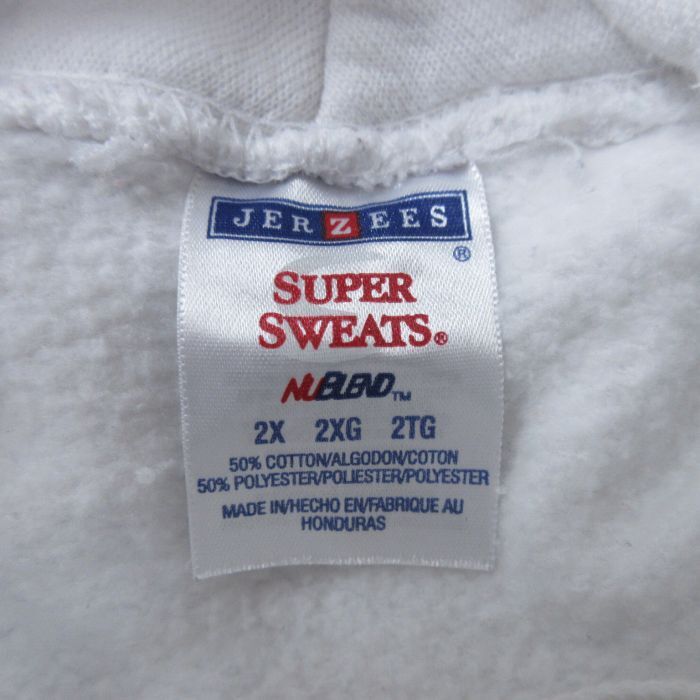 JERZEES®
SUPER
SWEATS®
NUBLEND™
2X 2XG 2TG
50% COTTON/ALGODON/COTON
50% POLYESTER/POLIESTER/POLYESTER
MADE IN/HECHO EN/FABRIQUE AU
HONDURAS